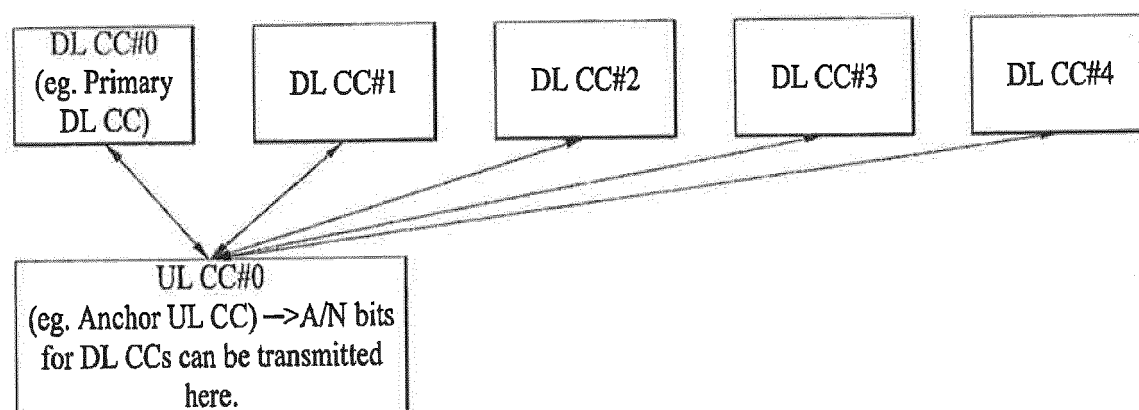 DL CC#0
(eg. Primary
DL CC)
DL CC#1
DL CC#2
DL CC#3
DL CC#4
UL CC#0
(eg. Anchor UL CC) —>A/N bits
for DL CCs can be transmitted
here.